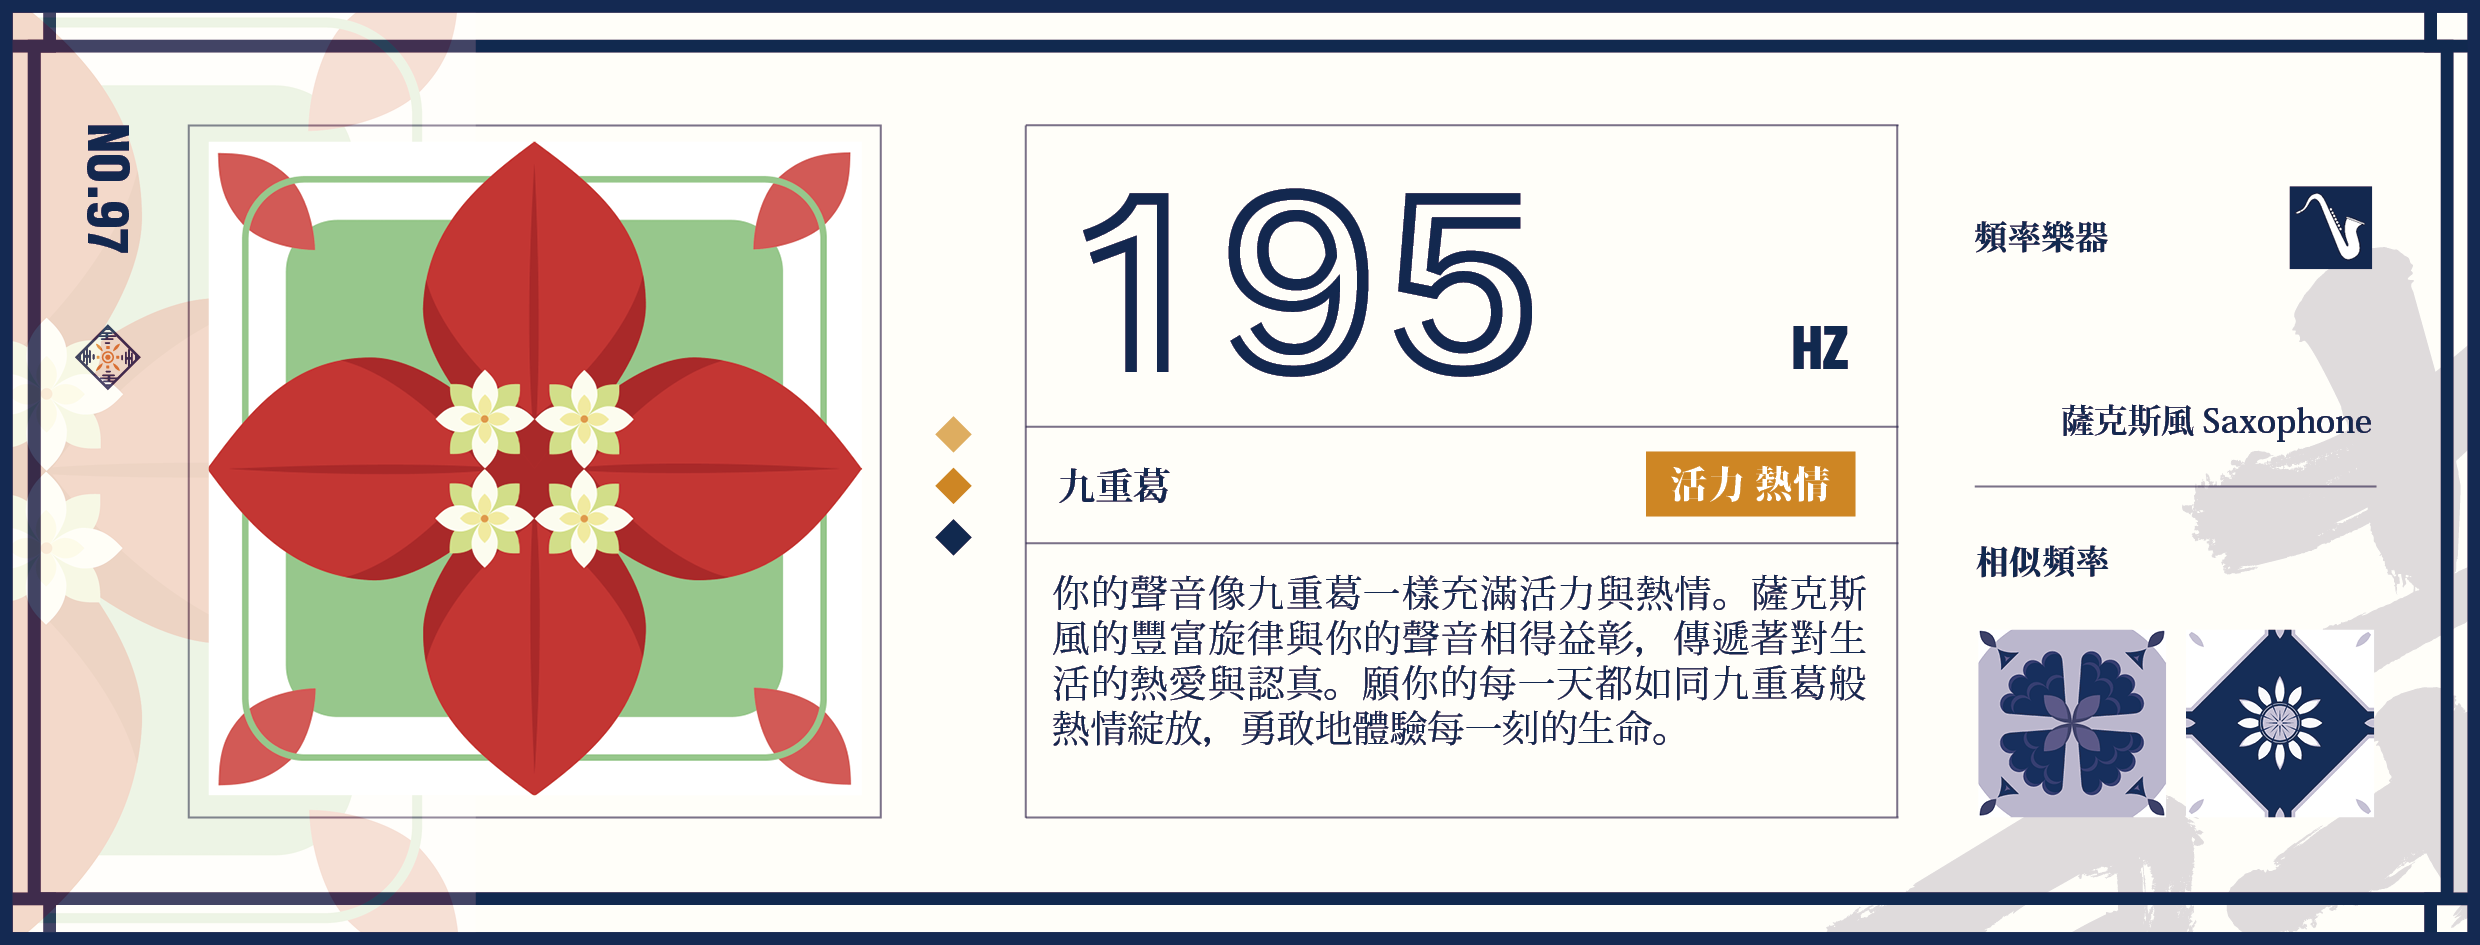 NO.97
195
HZ
九重葛
活力 熱情
你的聲音像九重葛一樣充滿活力與熱情。薩克斯
風的豐富旋律與你的聲音相得益彰，傳遞著對生
活的熱愛與認真。願你的每一天都如同九重葛般
熱情綻放，勇敢地體驗每一刻的生命。
頻率樂器
薩克斯風 Saxophone
相似頻率